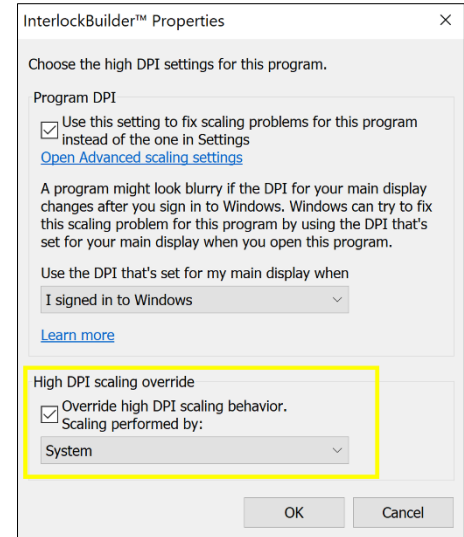 InterlockBuilder™ Properties
Choose the high DPI settings for this program.
Program DPI
Use this setting to fix scaling problems for this program
instead of the one in Settings
Open Advanced scaling settings
A program might look blurry if the DPI for your main display
changes after you sign in to Windows. Windows can try to fix
this scaling problem for this program by using the DPI that's
set for your main display when you open this program.
Use the DPI that's set for my main display when
I signed in to Windows
Learn more
High DPI scaling override
Override high DPI scaling behavior.
Scaling performed by:
System
OK Cancel